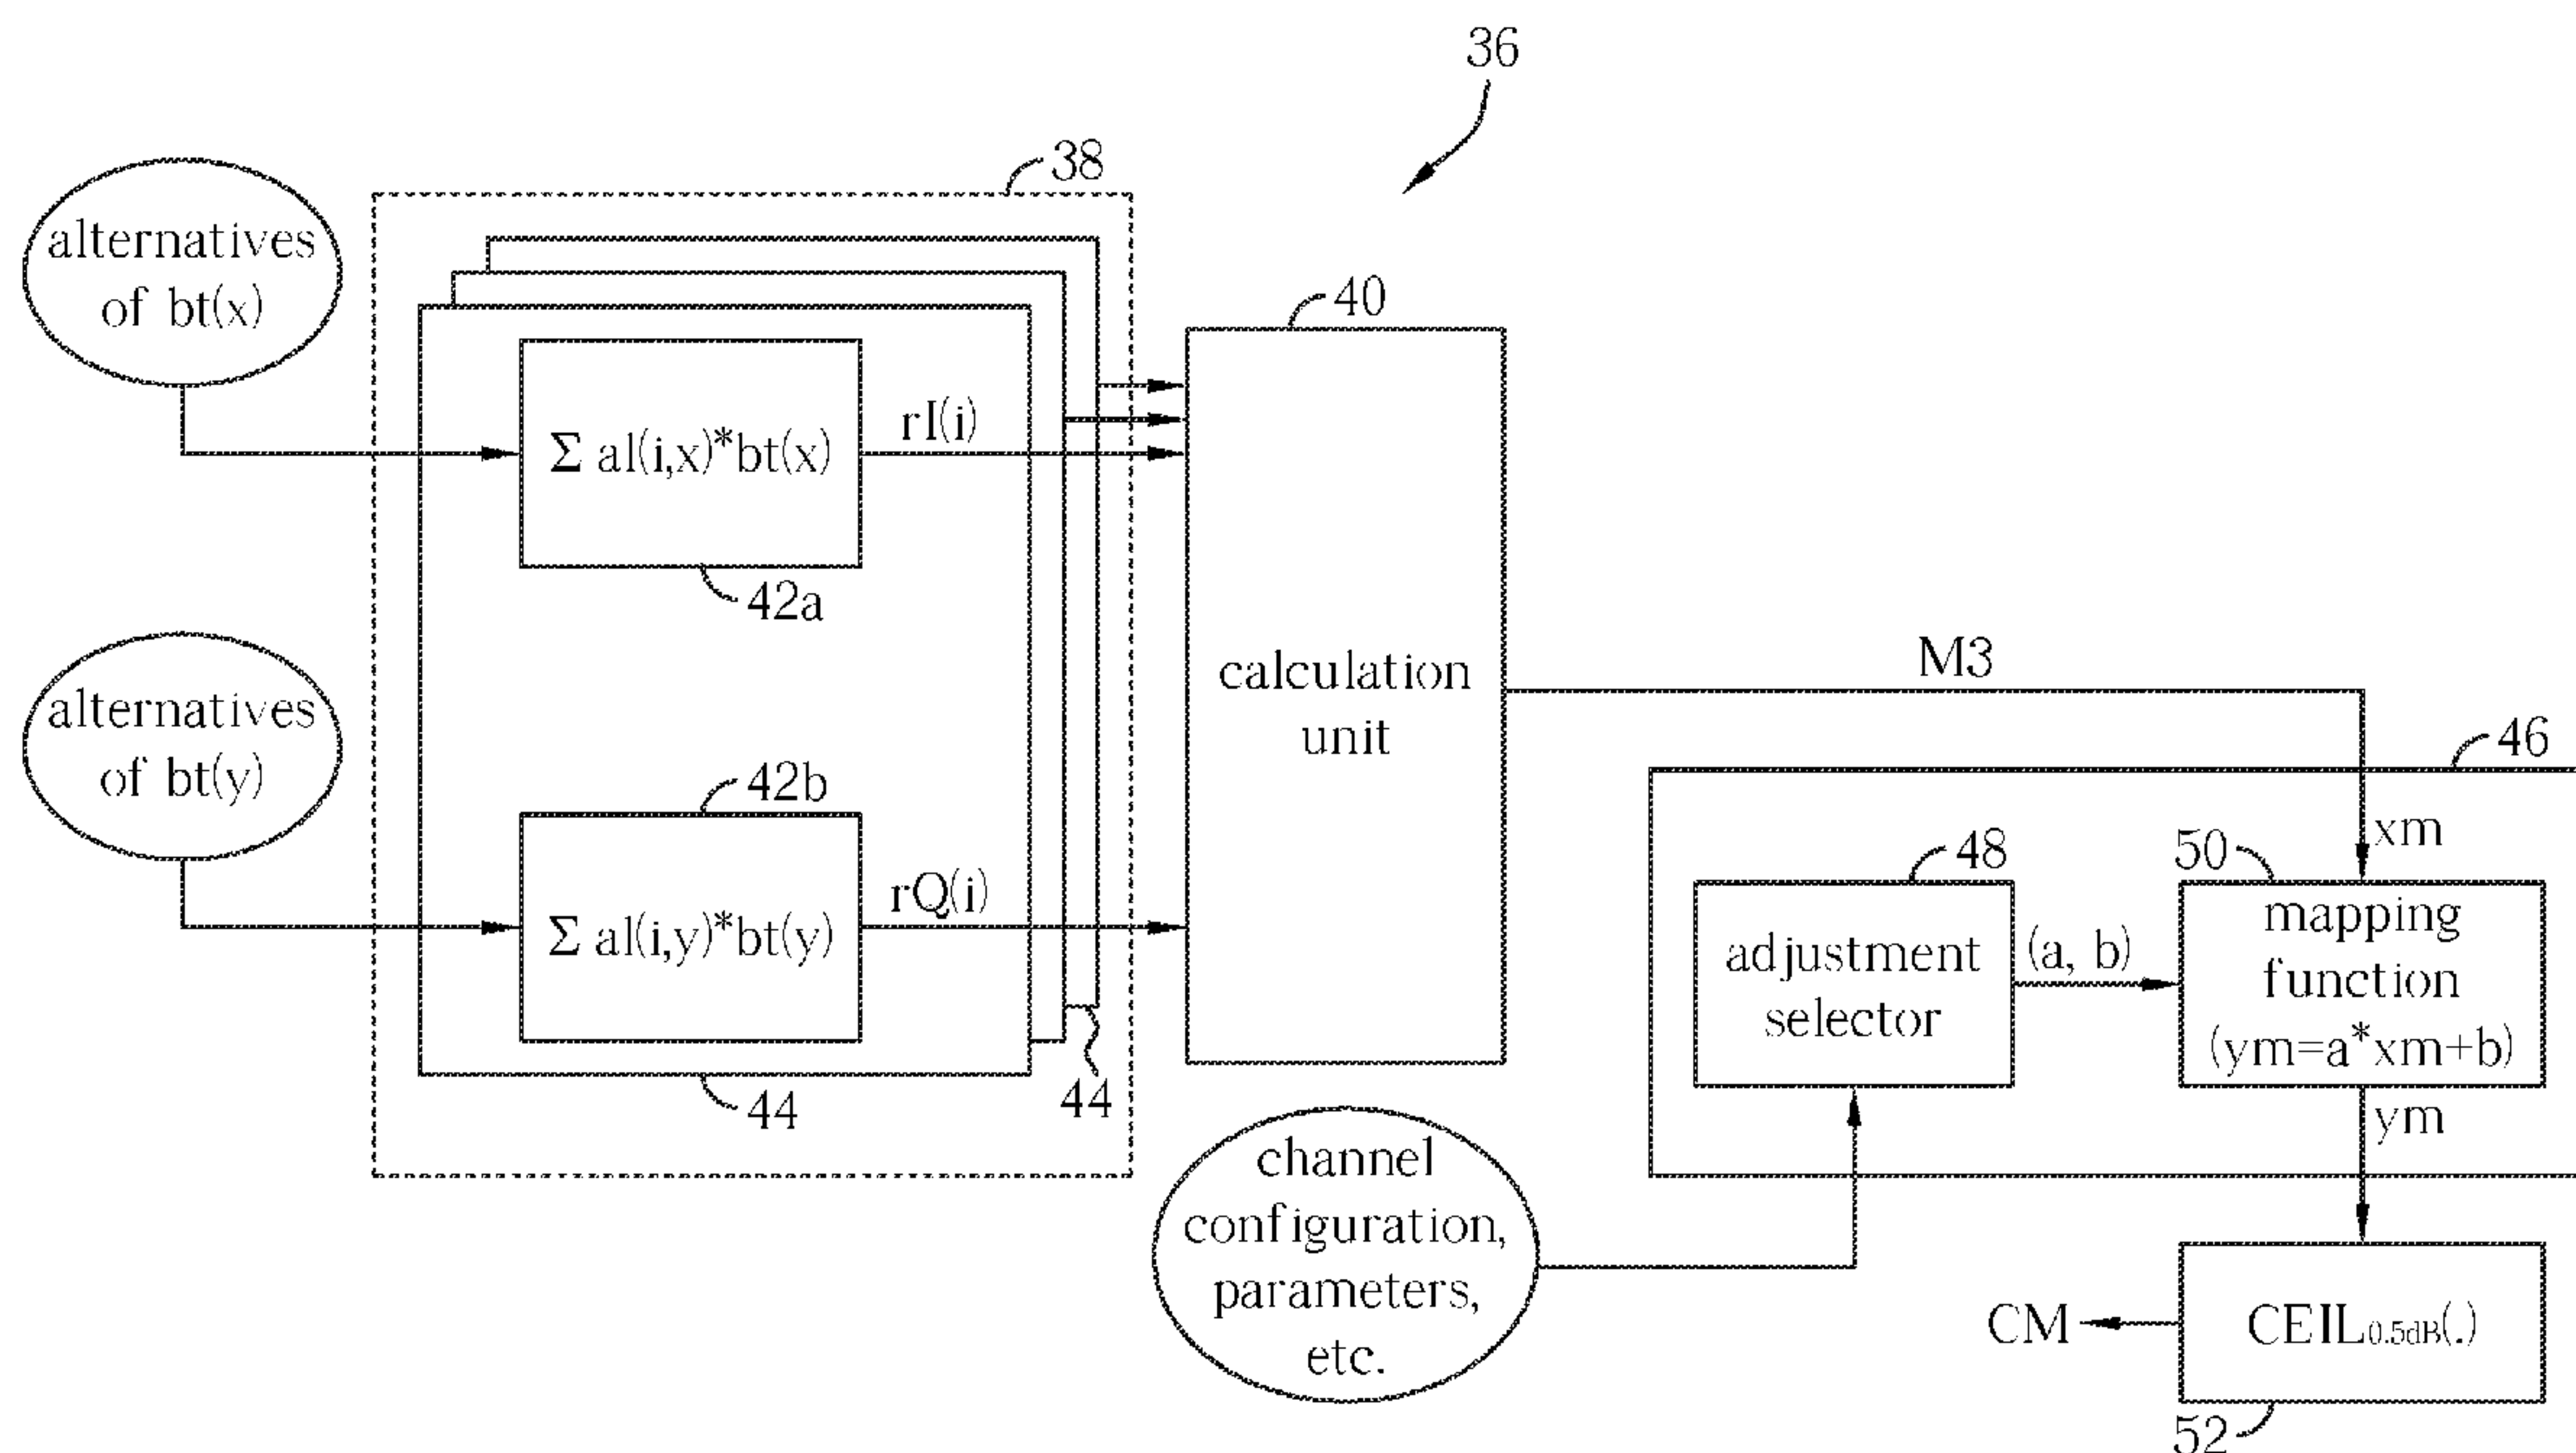 36
38
alternatives
of bt(x)
40
Σ al(i,x)*bt(x)
rI(i)
42a
calculation
unit
M3
alternatives
of bt(y)
42b
Σ al(i,y)*bt(y)
rQ(i)
44
44
46
xm
48
50
adjustment
selector
(a, b)
mapping
function
(ym=a*xm+b)
ym
channel
configuration,
parameters,
etc.
CM
CEIL0.5dB(.)
52